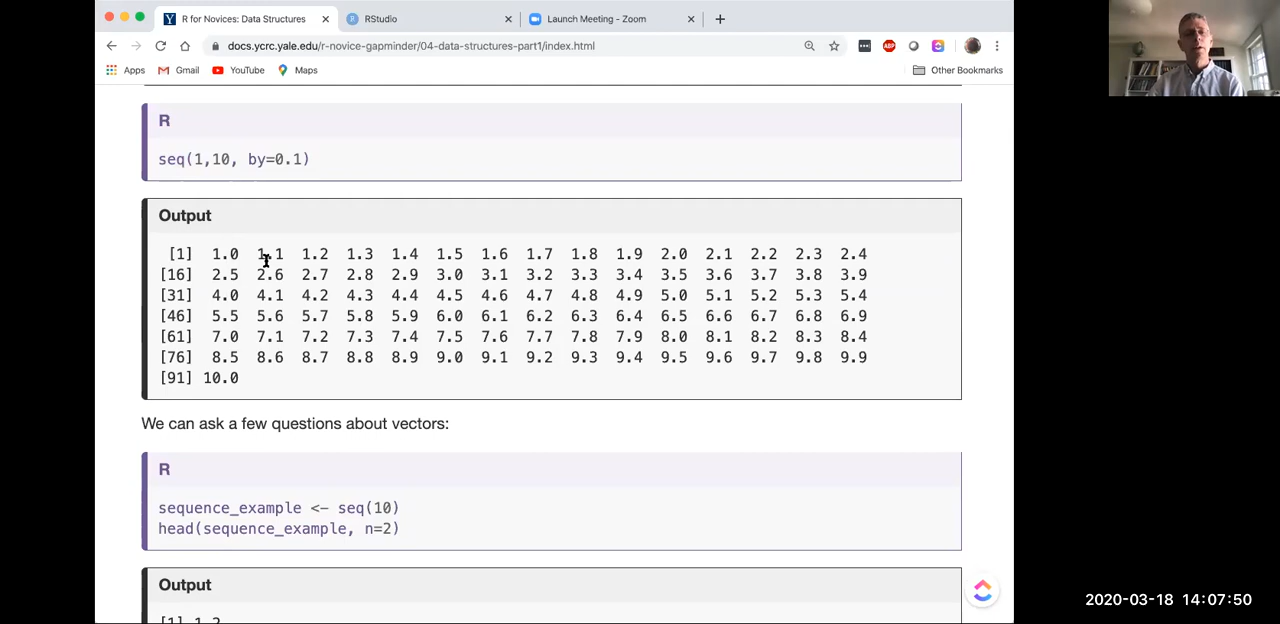 R for Novices: Data Structures
RStudio
Launch Meeting - Zoom
docs.ycrc.yale.edu/r-novice-gapminder/04-data-structures-part1/index.html
ABP
Apps Gmail YouTube Maps Other Bookmarks
R
seq(1,10, by=0.1)
Output
[1] 1.0 1.1 1.2 1.3 1.4 1.5 1.6 1.7 1.8 1.9 2.0 2.1 2.2 2.3 2.4
[16] 2.5 2.6 2.7 2.8 2.9 3.0 3.1 3.2 3.3 3.4 3.5 3.6 3.7 3.8 3.9
[31] 4.0 4.1 4.2 4.3 4.4 4.5 4.6 4.7 4.8 4.9 5.0 5.1 5.2 5.3 5.4
[46] 5.5 5.6 5.7 5.8 5.9 6.0 6.1 6.2 6.3 6.4 6.5 6.6 6.7 6.8 6.9
[61] 7.0 7.1 7.2 7.3 7.4 7.5 7.6 7.7 7.8 7.9 8.0 8.1 8.2 8.3 8.4
[76] 8.5 8.6 8.7 8.8 8.9 9.0 9.1 9.2 9.3 9.4 9.5 9.6 9.7 9.8 9.9
[91] 10.0
We can ask a few questions about vectors:
R
sequence_example <- seq(10)
head(sequence_example, n=2)
Output
[1] 1 2
2020-03-18 14:07:50